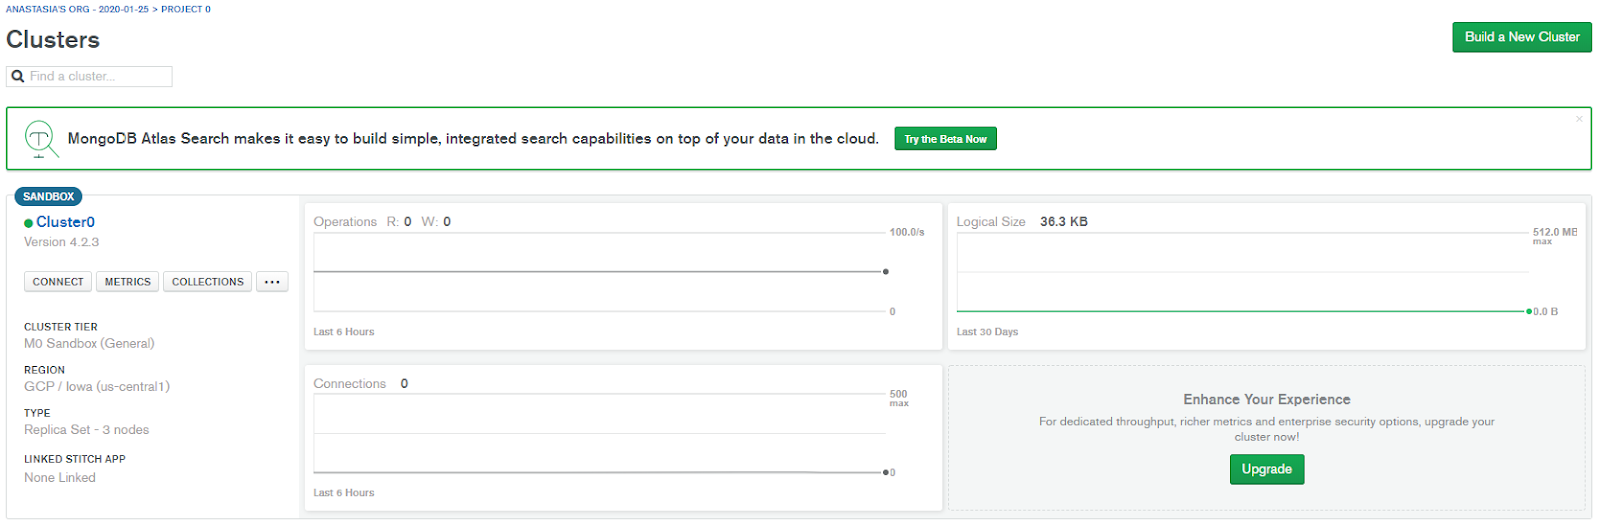 ANASTASIA'S ORG - 2020-01-25 > PROJECT 0
Clusters
Build a New Cluster
Find a cluster...
MongoDB Atlas Search makes it easy to build simple, integrated search capabilities on top of your data in the cloud.
Try the Beta Now
×
SANDBOX
Cluster0
Version 4.2.3
CONNECT
METRICS
COLLECTIONS
...
CLUSTER TIER
M0 Sandbox (General)
REGION
GCP / Iowa (us-central1)
TYPE
Replica Set - 3 nodes
LINKED STITCH APP
None Linked
Operations R: 0 W: 0
100.0/s
0
Last 6 Hours
Logical Size 36.3 KB
512.0 MB
max
0.0 B
Last 30 Days
Connections 0
500
max
0
Last 6 Hours
Enhance Your Experience
For dedicated throughput, richer metrics and enterprise security options, upgrade your
cluster now!
Upgrade